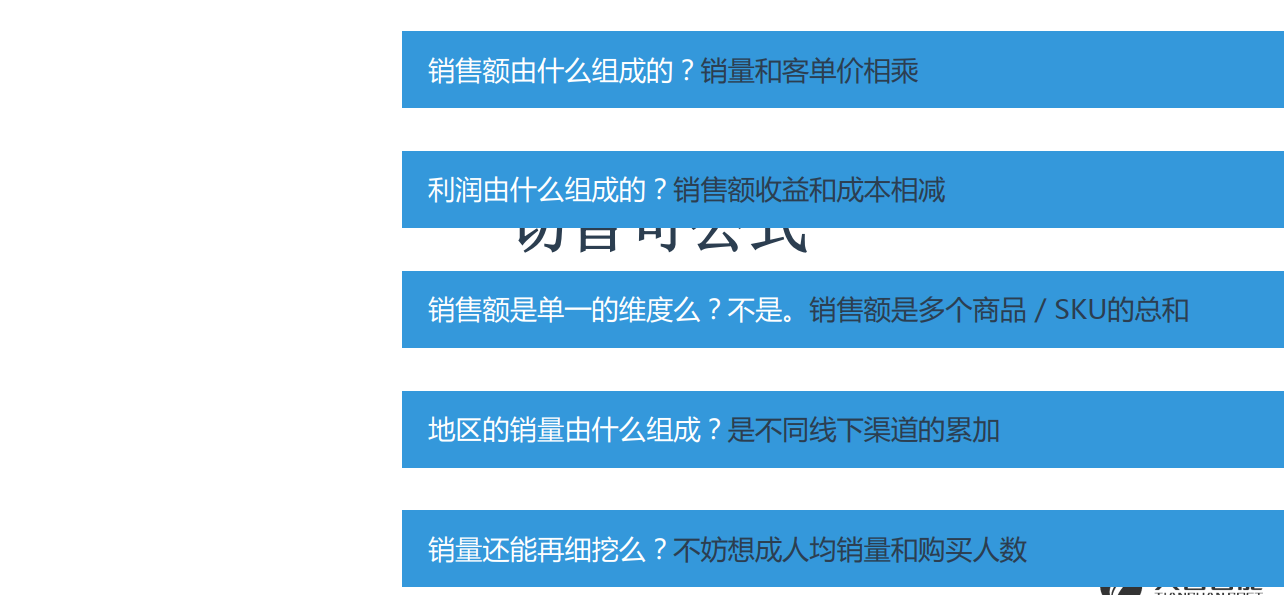 销售额由什么组成的？销量和客单价相乘
利润由什么组成的？销售额收益和成本相减
销售额是单一的维度么？不是。销售额是多个商品 / SKU的总和
地区的销量由什么组成？是不同线下渠道的累加
销量还能再细挖么？不妨想成人均销量和购买人数